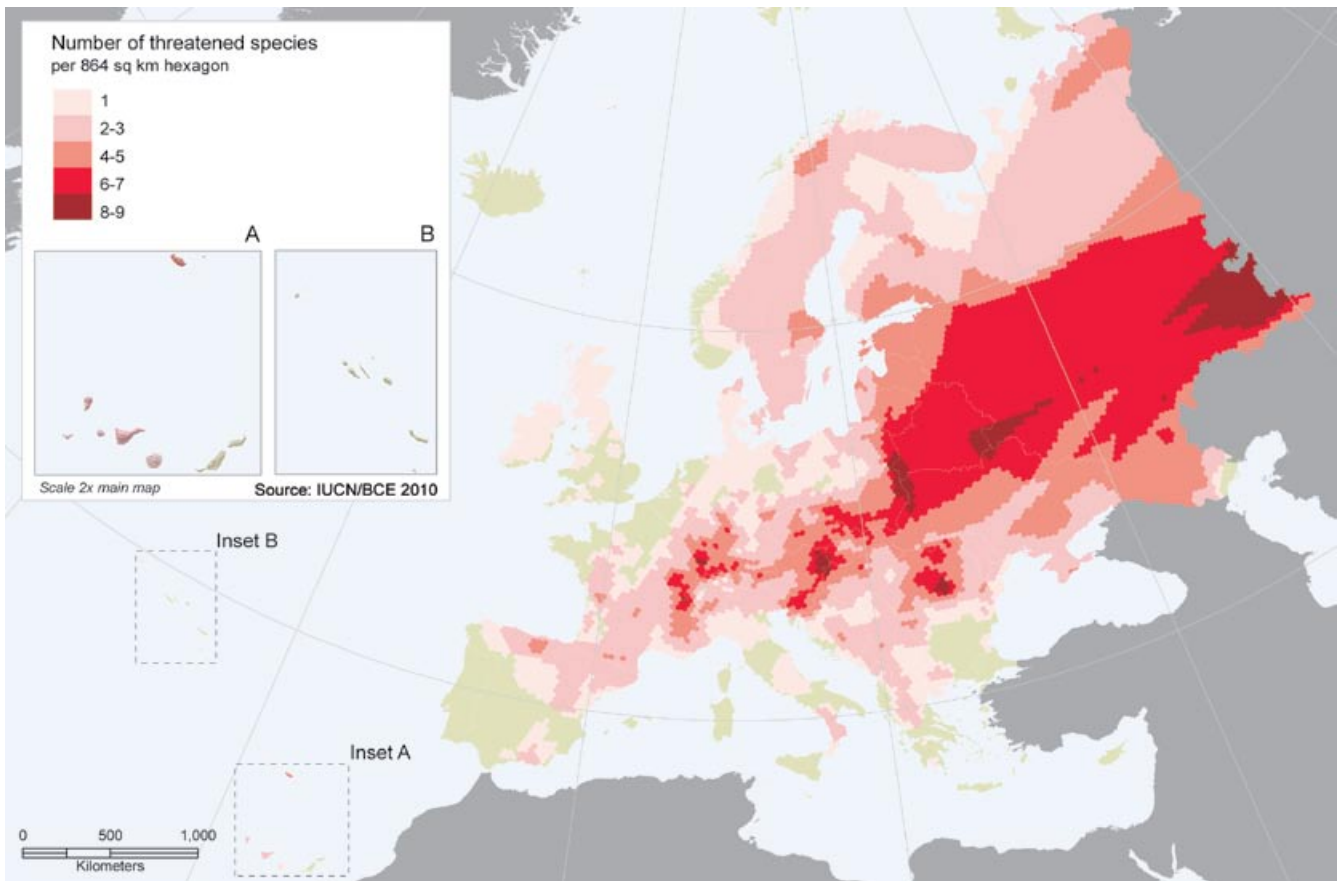 Number of threatened species
per 864 sq km hexagon
1
2-3
4-5
6-7
8-9
A
B
Scale 2x main map
Source: IUCN/BCE 2010
Inset B
Inset A
0 500 1,000
Kilometers